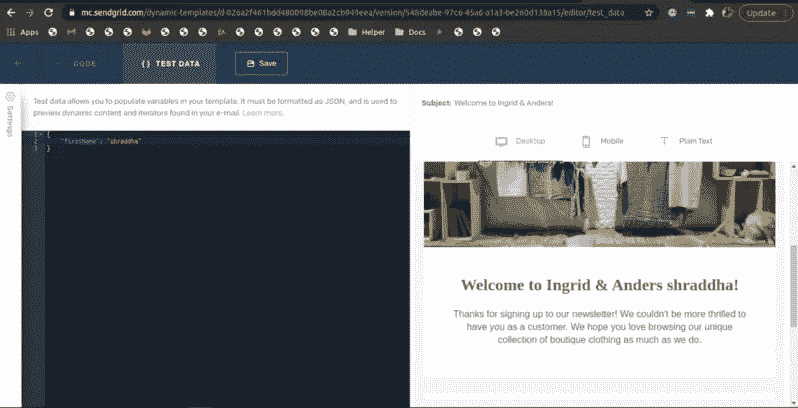 mc.sendgrid.com/dynamic-templates/d-026a2f461bdd480098be08a2cb949eea/version/548deabe-97c6-45a6-a1a3-be260d138a15/editor/test_data
Update
Apps
Helper
Docs
CODE
{} TEST DATA
Save
Settings
Test data allows you to populate variables in your template. It must be formatted as JSON, and is used to
preview dynamic content and iterators found in your e-mail. Learn more.
1 {
2 "firstname": "shraddha"
3 }
Subject: Welcome to Ingrid & Anders!
Desktop
Mobile
Plain Text
Welcome to Ingrid & Anders shraddha!
Thanks for signing up to our newsletter! We couldn't be more thrilled to
have you as a customer. We hope you love browsing our unique
collection of boutique clothing as much as we do.